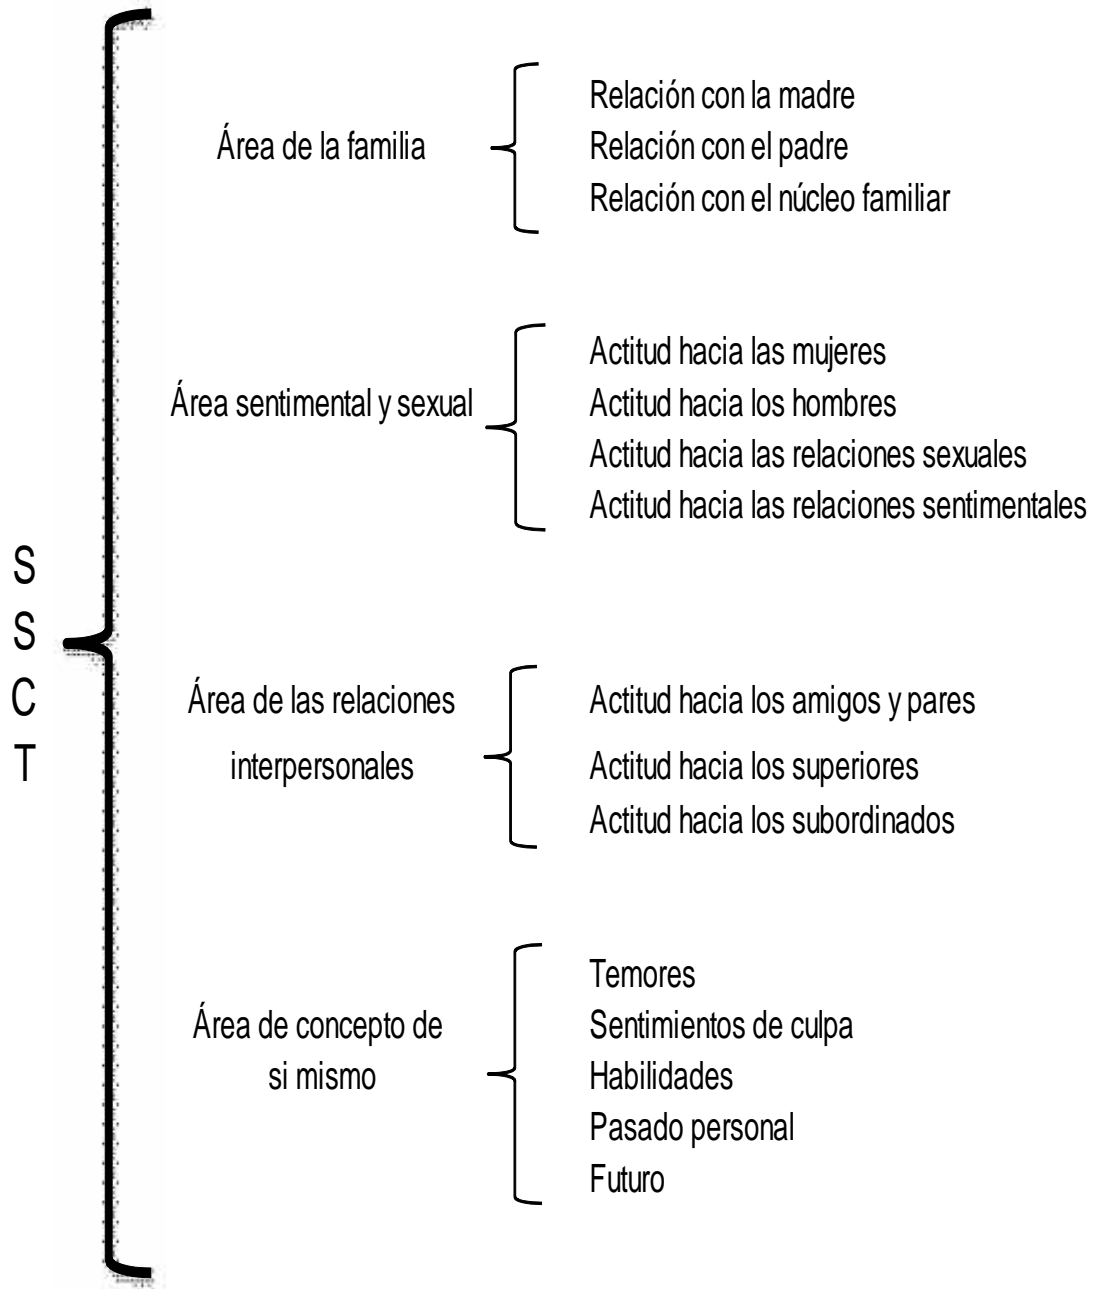 S
S
C
T
Área de la familia
Relación con la madre
Relación con el padre
Relación con el núcleo familiar
Área sentimental y sexual
Actitud hacia las mujeres
Actitud hacia los hombres
Actitud hacia las relaciones sexuales
Actitud hacia las relaciones sentimentales
Área de las relaciones
interpersonales
Actitud hacia los amigos y pares
Actitud hacia los superiores
Actitud hacia los subordinados
Área de concepto de
si mismo
Temores
Sentimientos de culpa
Habilidades
Pasado personal
Futuro